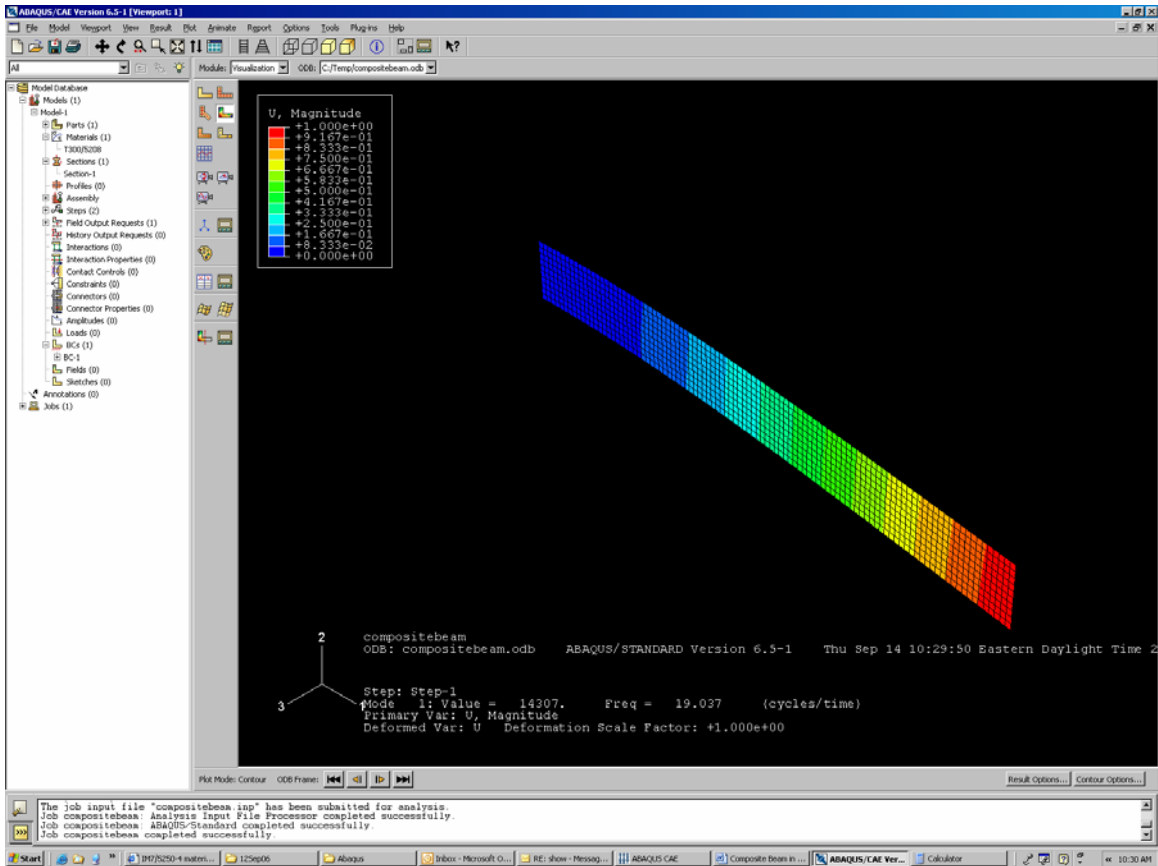 ABAQUS/CAE Version 6.5-1 [Viewport: 1]
File Model Viewport View Result Plot Animate Report Options Tools Plug-ins Help
All Module: Visualization ODB: C:/Temp/compositebeam.odb
Model Database
Models (1)
Model-1
Parts (1)
Materials (1)
T300/5208
Sections (1)
Section-1
Profiles (0)
Assembly
Steps (2)
Field Output Requests (1)
History Output Requests (0)
Interactions (0)
Interaction Properties (0)
Contact Controls (0)
Constraints (0)
Connectors (0)
Connector Properties (0)
Amplitudes (0)
Loads (0)
BCs (1)
BC-1
Fields (0)
Sketches (0)
Annotations (0)
Jobs (1)
U, Magnitude
+1.000e+00
+9.167e-01
+8.333e-01
+7.500e-01
+6.667e-01
+5.833e-01
+5.000e-01
+4.167e-01
+3.333e-01
+2.500e-01
+1.667e-01
+8.333e-02
+0.000e+00
2
3
1
compositebeam
ODB: compositebeam.odb ABAQUS/STANDARD Version 6.5-1 Thu Sep 14 10:29:50 Eastern Daylight Time 2
Step: Step-1
Mode 1: Value = 14307. Freq = 19.037 (cycles/time)
Primary Var: U, Magnitude
Deformed Var: U Deformation Scale Factor: +1.000e+00
Plot Mode: Contour ODB Frame: Result Options... Contour Options...
The job input file "compositebeam.inp" has been submitted for analysis.
Job compositebeam: Analysis Input File Processor completed successfully.
Job compositebeam: ABAQUS/Standard completed successfully.
Job compositebeam completed successfully.
Start IM7/5250-4 materi... 12Sep06 Abaqus Inbox - Microsoft O... RE: show - Messag... ABAQUS CAE Composite Beam in ... ABAQUS/CAE Ver... Calculator 10:30 AM